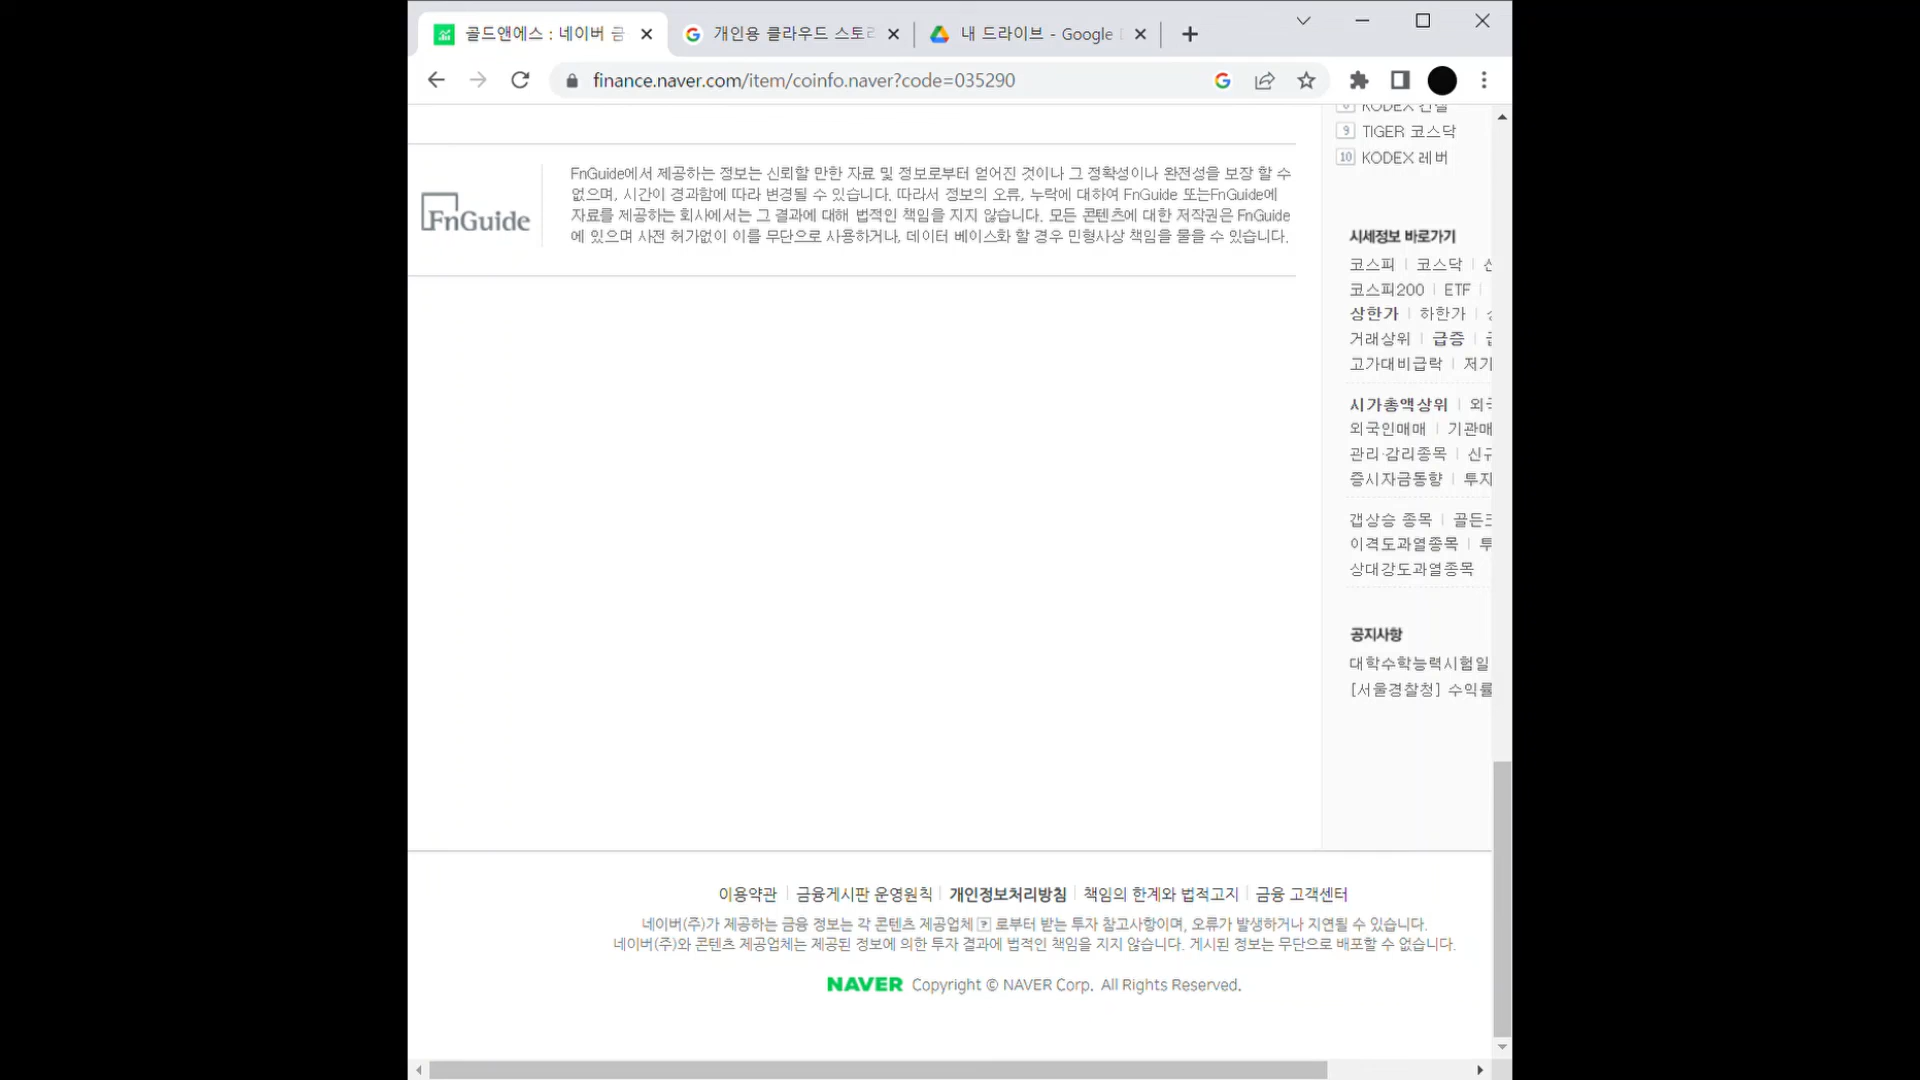 골드앤에스 : 네이버 금
개인용 클라우드 스토리
내 드라이브 - Google
finance.naver.com/item/coinfo.naver?code=035290
9 TIGER 코스닥
10 KODEX 레버
FnGuide
FnGuide에서 제공하는 정보는 신뢰할 만한 자료 및 정보로부터 얻어진 것이나 그 정확성이나 완전성을 보장 할 수
없으며, 시간이 경과함에 따라 변경될 수 있습니다. 따라서 정보의 오류, 누락에 대하여 FnGuide 또는FnGuide에
자료를 제공하는 회사에서는 그 결과에 대해 법적인 책임을 지지 않습니다. 모든 콘텐츠에 대한 저작권은 FnGuide
에 있으며 사전 허가없이 이를 무단으로 사용하거나, 데이터 베이스화 할 경우 민형사상 책임을 물을 수 있습니다.
시세정보 바로가기
코스피 코스닥
코스피200 ETF
상한가 하한가
거래상위 급증
고가대비급락 저가
시가총액상위 외국
외국인매매 기관매
관리·감리종목 신규
증시자금동향 투자
갭상승 종목 골든크
이격도과열종목 투
상대강도과열종목
공지사항
대학수학능력시험일
[서울경찰청] 수익률
이용약관 금융게시판 운영원칙 개인정보처리방침 책임의 한계와 법적고지 금융 고객센터
네이버(주)가 제공하는 금융 정보는 각 콘텐츠 제공업체 ? 로부터 받는 투자 참고사항이며, 오류가 발생하거나 지연될 수 있습니다.
네이버(주)와 콘텐츠 제공업체는 제공된 정보에 의한 투자 결과에 법적인 책임을 지지 않습니다. 게시된 정보는 무단으로 배포할 수 없습니다.
NAVER Copyright © NAVER Corp. All Rights Reserved.